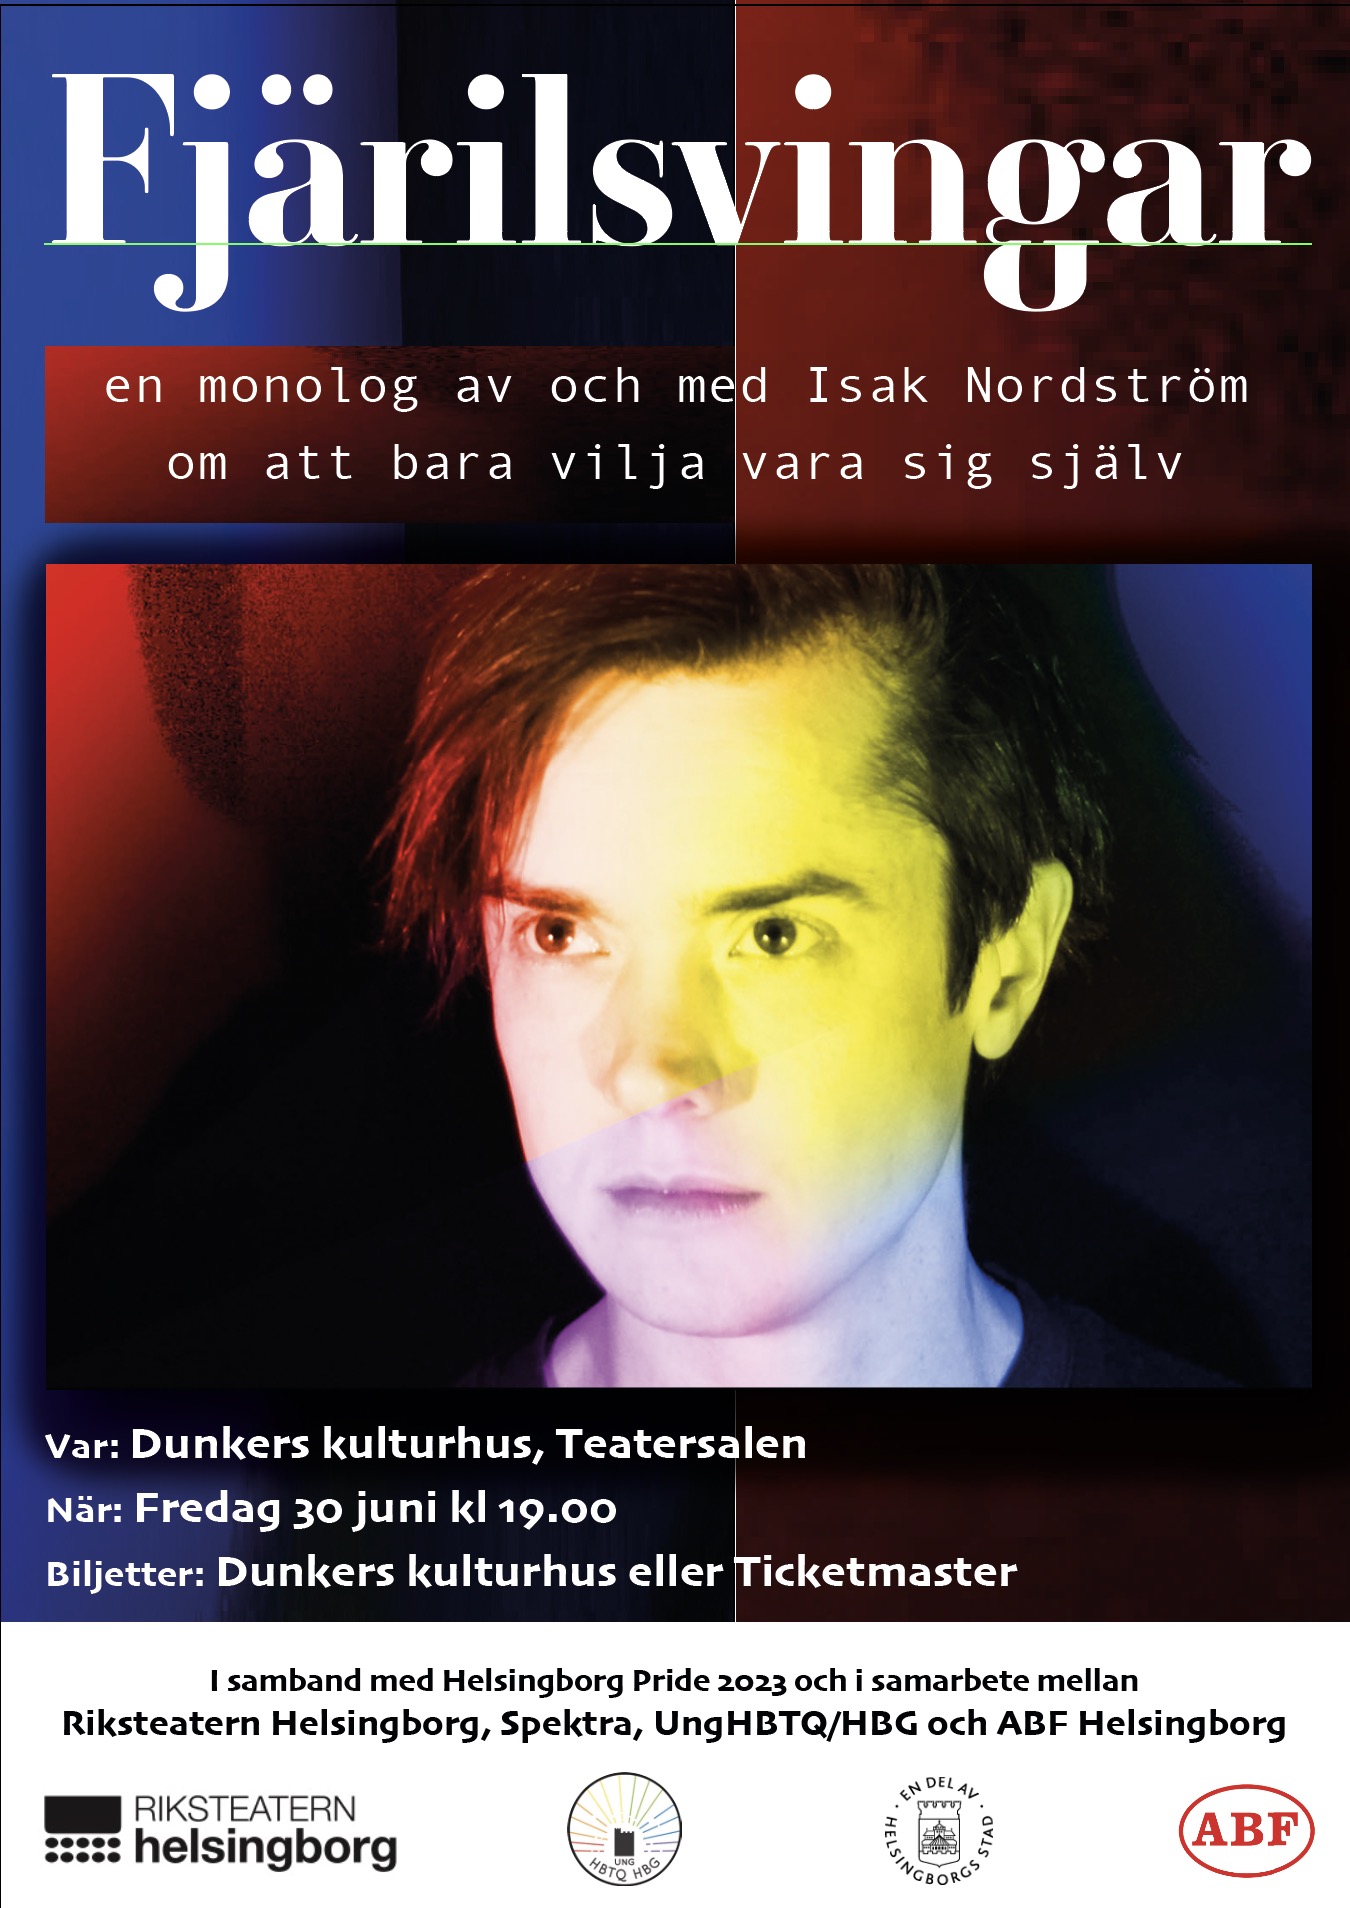 Fjärilsvingar
en monolog av och med Isak Nordström
om att bara vilja vara sig själv
Var: Dunkers kulturhus, Teatersalen
När: Fredag 30 juni kl 19.00
Biljetter: Dunkers kulturhus eller Ticketmaster
I samband med Helsingborg Pride 2023 och i samarbete mellan
Riksteatern Helsingborg, Spektra, UngHBTQ/HBG och ABF Helsingborg
RIKSTEATERN
helsingborg
UNG
HBTQ HBG
· EN DEL AV ·
HELSINGBORGS STAD
ABF